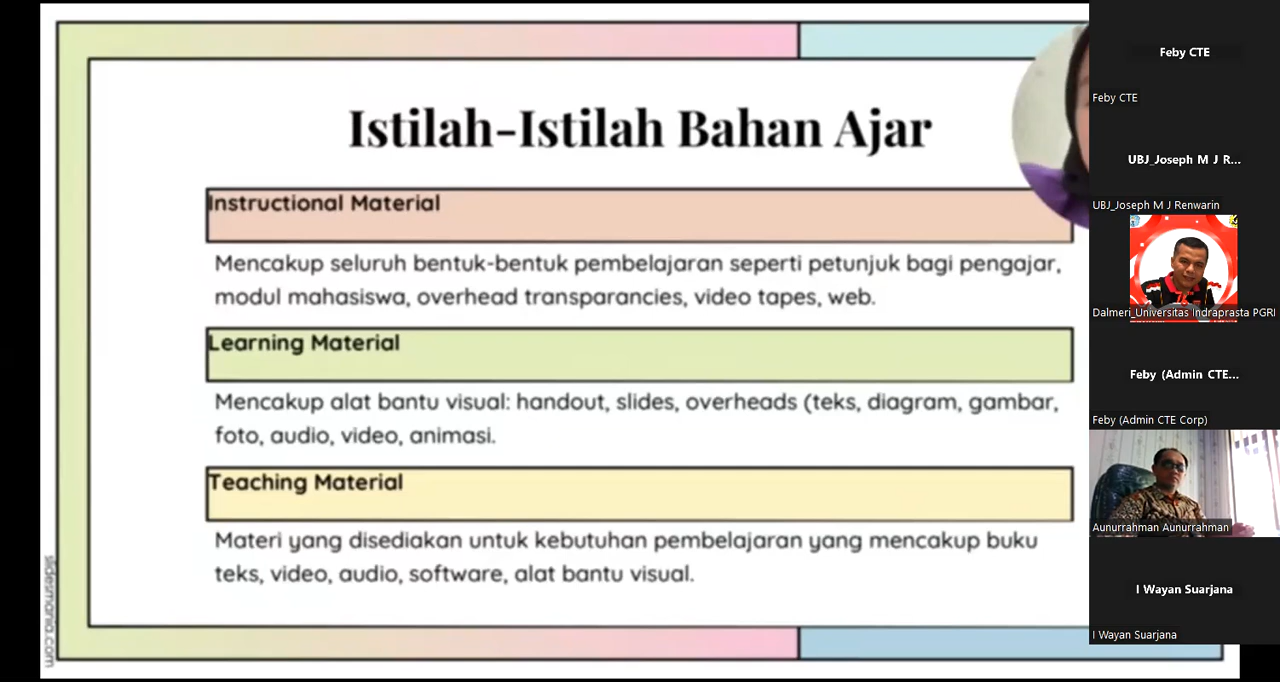 Istilah-Istilah Bahan Ajar
Instructional Material
Mencakup seluruh bentuk-bentuk pembelajaran seperti petunjuk bagi pengajar,
modul mahasiswa, overhead transparancies, video tapes, web.
Learning Material
Mencakup alat bantu visual: handout, slides, overheads (teks, diagram, gambar,
foto, audio, video, animasi.
Teaching Material
Materi yang disediakan untuk kebutuhan pembelajaran yang mencakup buku
teks, video, audio, software, alat bantu visual.
slidesmania.com
Feby CTE
Feby CTE
UBJ_Joseph M J R...
UBJ_Joseph M J Renwarin
Dalmeri_Universitas Indraprasta PGRI
Feby (Admin CTE...
Feby (Admin CTE Corp)
Aunurrahman Aunurrahman
I Wayan Suarjana
I Wayan Suarjana